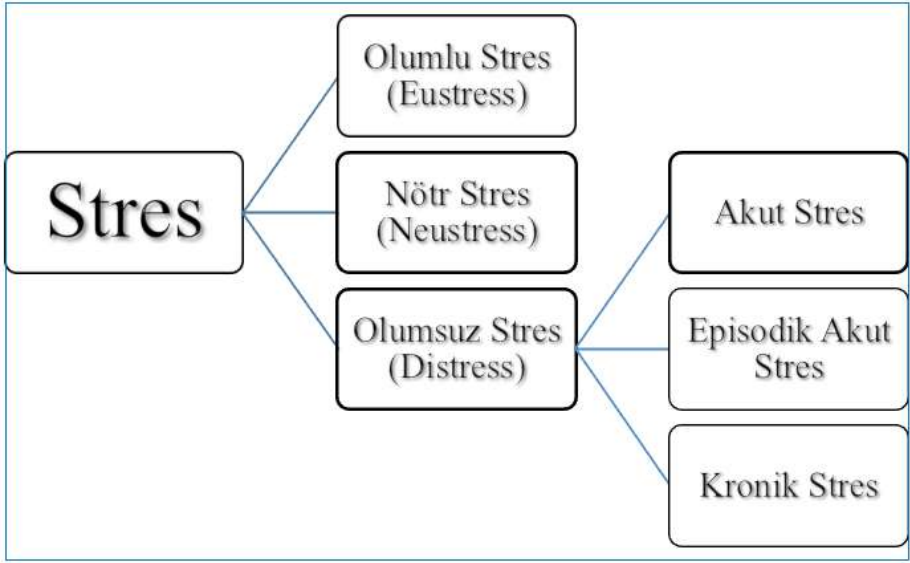 Stres
Olumlu Stres
(Eustress)
Nötr Stres
(Neustress)
Olumsuz Stres
(Distress)
Akut Stres
Episodik Akut
Stres
Kronik Stres